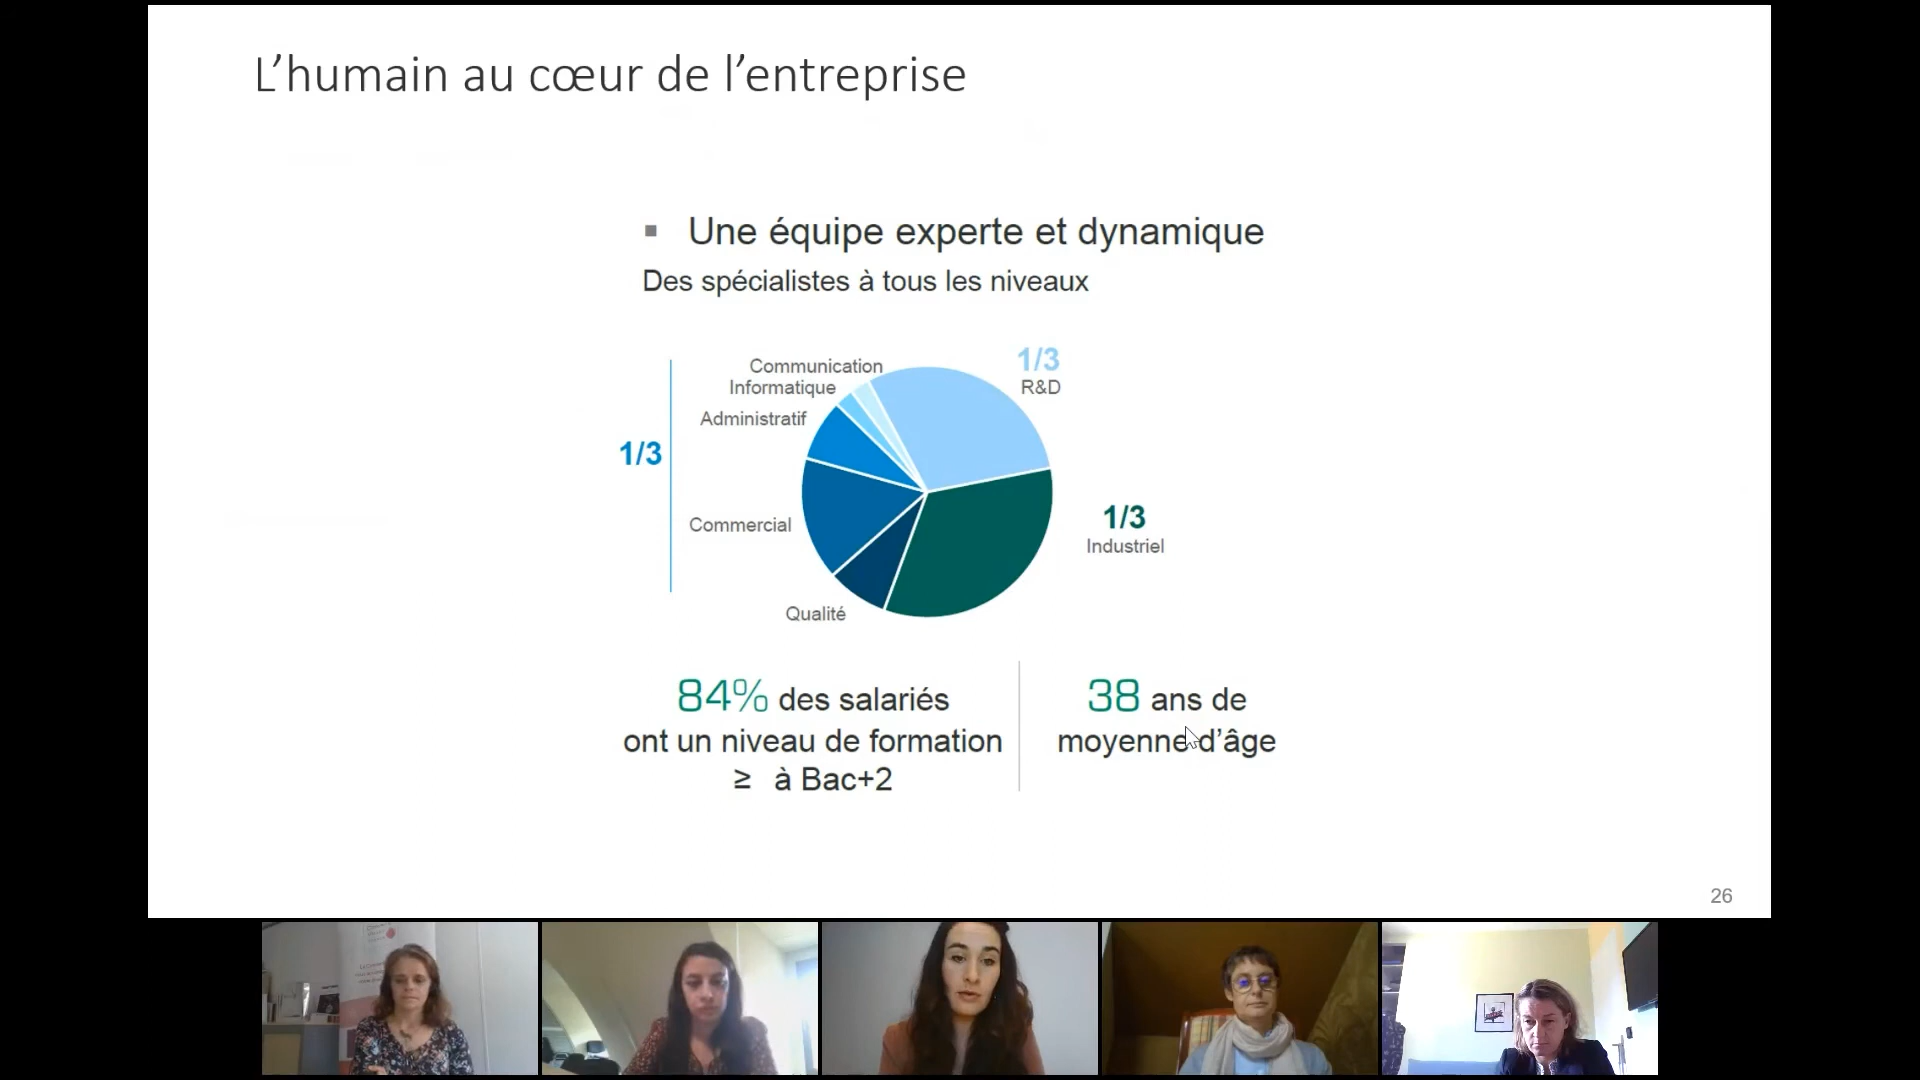 L’humain au cœur de l’entreprise
▪ Une équipe experte et dynamique
Des spécialistes à tous les niveaux
Communication
Informatique
Administratif
1/3
Commercial
Qualité
1/3
R&D
1/3
Industriel
84% des salariés
ont un niveau de formation
≥ à Bac+2
38 ans de
moyenne d’âge
26